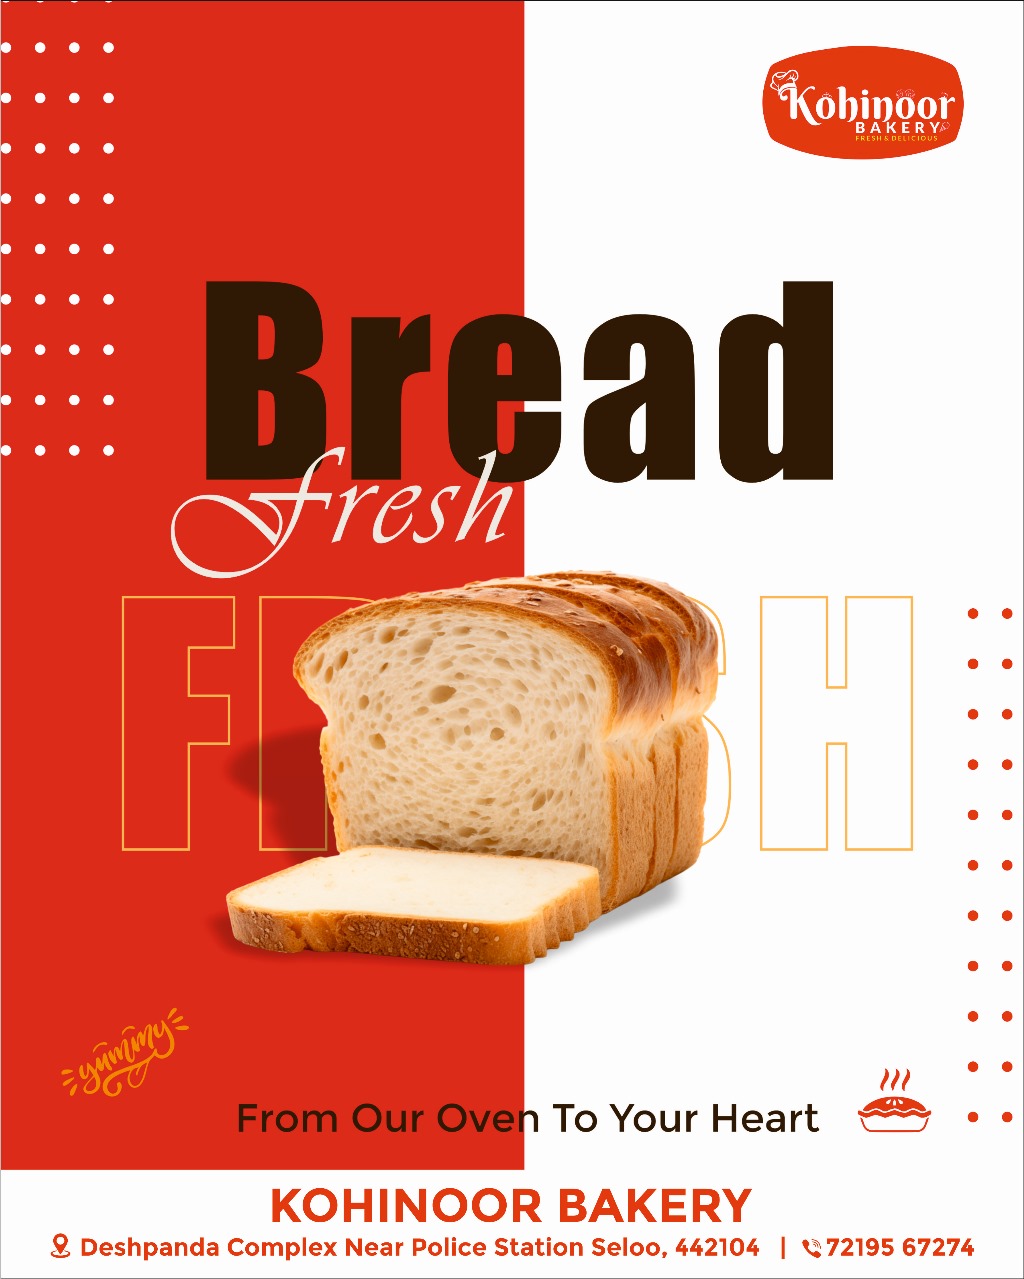 Kohinoor
BAKERY
FRESH & DELICIOUS
Bread
fresh
FRESH
yummy
From Our Oven To Your Heart
KOHINOOR BAKERY
Deshpanda Complex Near Police Station Seloo, 442104 | 72195 67274